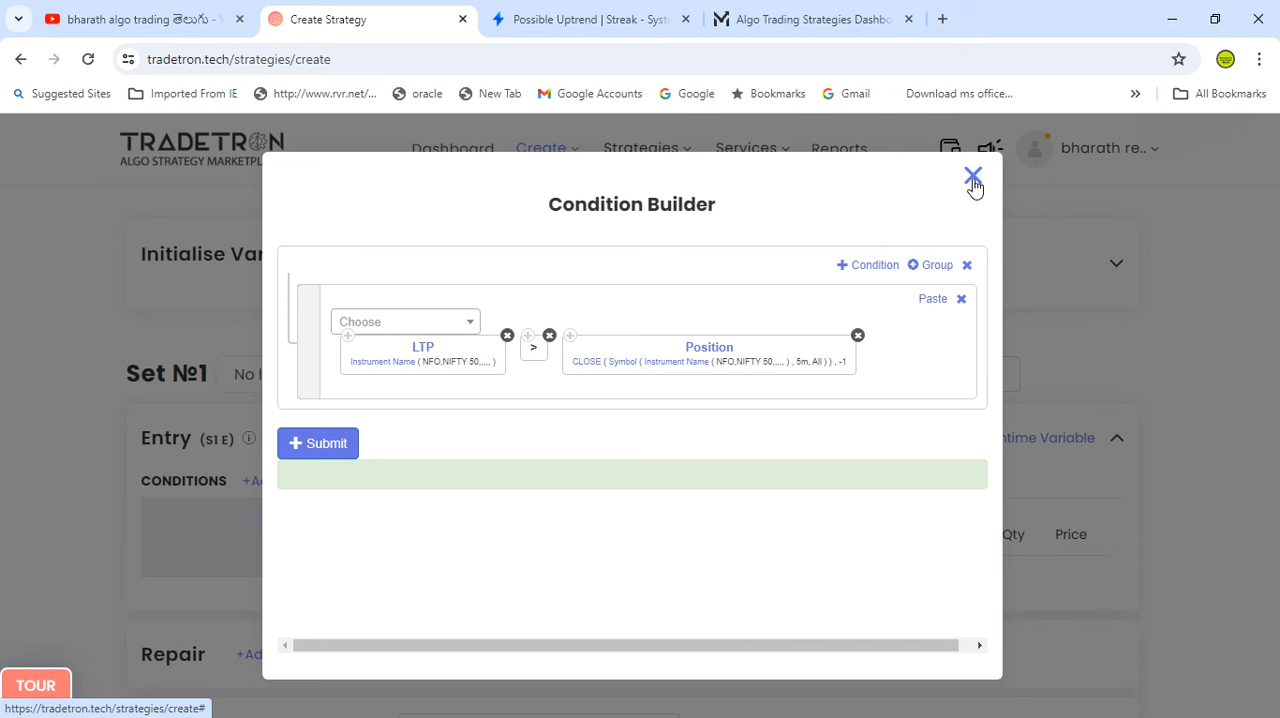 bharath algo trading తెలుగు - Y
Create Strategy
Possible Uptrend | Streak - Syste
Algo Trading Strategies Dashbo
tradetron.tech/strategies/create
Suggested Sites
Imported From IE
http://www.rvr.net/...
oracle
New Tab
Google Accounts
Google
Bookmarks
Gmail
Download ms office...
»
All Bookmarks
TRADETRON
ALGO STRATEGY MARKETPL
Dashboard
Create
Strategies
Services
Reports
bharath re..
Condition Builder
Initialise Var
+ Condition
Group
Paste
Choose
LTP
Instrument Name ( NFO,NIFTY 50,,,,, )
>
Position
CLOSE ( Symbol ( Instrument Name ( NFO,NIFTY 50,,,,, ) , 5m, All ) ) , -1
Set №1
No l
+ Submit
Entry (S1 E)
ntime Variable
CONDITIONS
+Ad
Qty
Price
Repair
+Ad
TOUR
https://tradetron.tech/strategies/create#